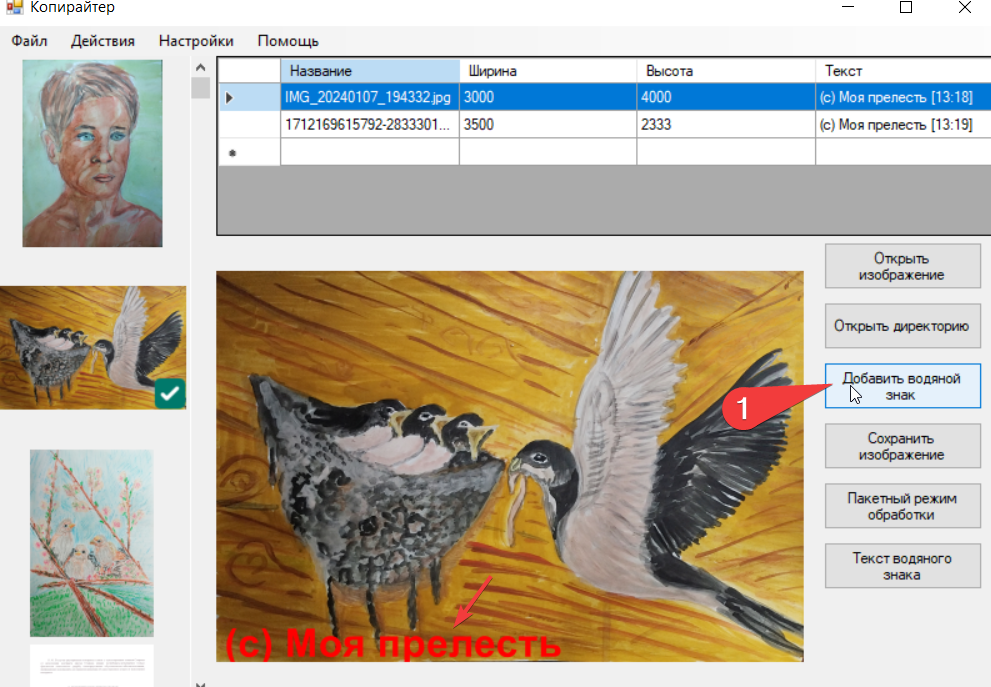 Копирайтер
Файл Действия Настройки Помощь
Название Ширина Высота Текст
IMG_20240107_194332.jpg 3000 4000 (c) Моя прелесть [13:18]
1712169615792-2833301... 3500 2333 (c) Моя прелесть [13:19]
Открыть
изображение
Открыть директорию
Добавить водяной
знак
1
Сохранить
изображение
Пакетный режим
обработки
Текст водяного
знака
(c) Моя прелесть